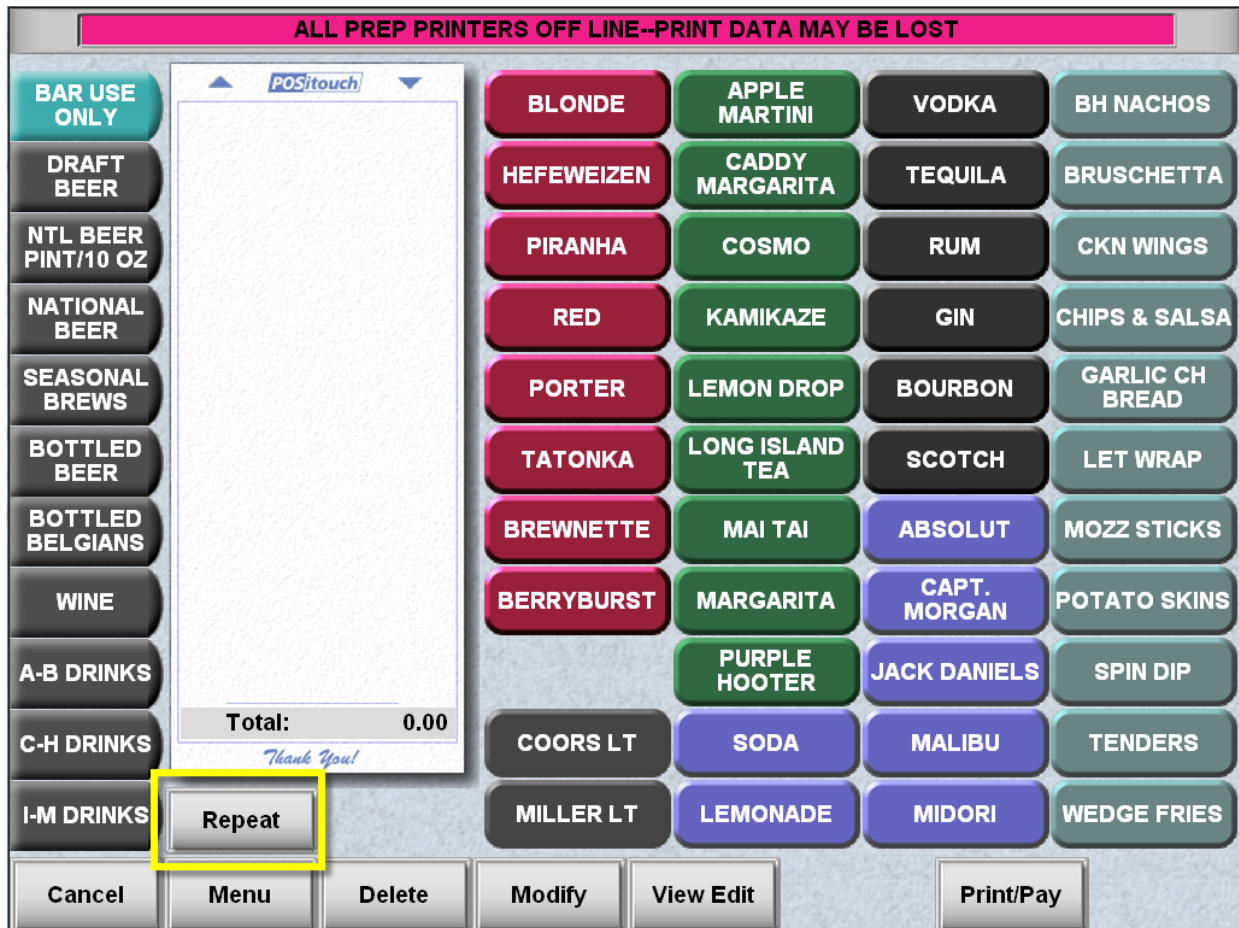 ALL PREP PRINTERS OFF LINE--PRINT DATA MAY BE LOST
BAR USE
ONLY
DRAFT
BEER
NTL BEER
PINT/10 OZ
NATIONAL
BEER
SEASONAL
BREWS
BOTTLED
BEER
BOTTLED
BELGIANS
WINE
A-B DRINKS
C-H DRINKS
I-M DRINKS
POSitouch
Total: 0.00
Thank You!
Repeat
BLONDE
HEFEWEIZEN
PIRANHA
RED
PORTER
TATONKA
BREWNETTE
BERRYBURST
COORS LT
MILLER LT
APPLE
MARTINI
CADDY
MARGARITA
COSMO
KAMIKAZE
LEMON DROP
LONG ISLAND
TEA
MAI TAI
MARGARITA
PURPLE
HOOTER
SODA
LEMONADE
VODKA
TEQUILA
RUM
GIN
BOURBON
SCOTCH
ABSOLUT
CAPT.
MORGAN
JACK DANIELS
MALIBU
MIDORI
BH NACHOS
BRUSCHETTA
CKN WINGS
CHIPS & SALSA
GARLIC CH
BREAD
LET WRAP
MOZZ STICKS
POTATO SKINS
SPIN DIP
TENDERS
WEDGE FRIES
Cancel
Menu
Delete
Modify
View Edit
Print/Pay